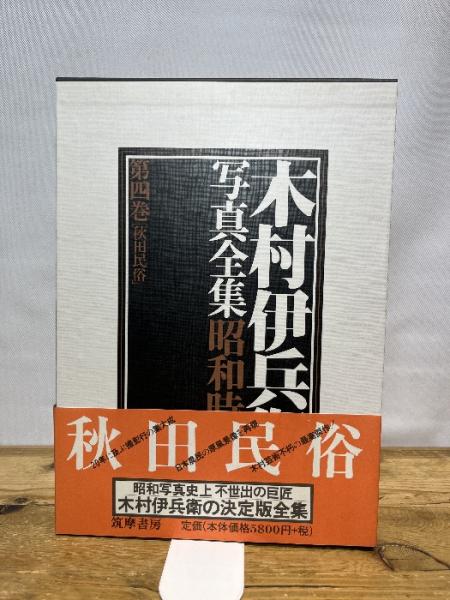 木村伊兵衛
写真全集昭和時
第四巻「秋田民俗」
秋田民俗
昭和写真史上 不世出の巨匠
木村伊兵衛の決定版全集
筑摩書房
定価(本体価格5800円+税)